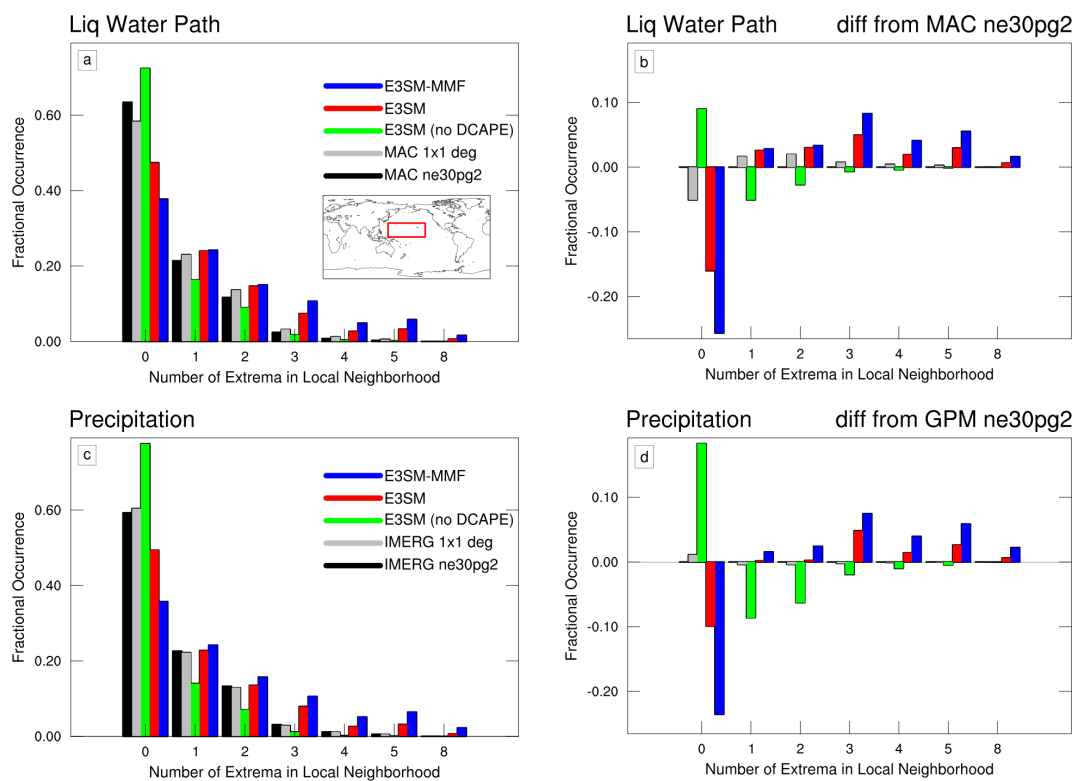 Liq Water Path
a
Fractional Occurrence
0.60
0.40
0.20
0.00
E3SM-MMF
E3SM
E3SM (no DCAPE)
MAC 1x1 deg
MAC ne30pg2
0 1 2 3 4 5 8
Number of Extrema in Local Neighborhood
Liq Water Path diff from MAC ne30pg2
b
Fractional Occurrence
0.10
0.00
-0.10
-0.20
0 1 2 3 4 5 8
Number of Extrema in Local Neighborhood
Precipitation
c
Fractional Occurrence
0.60
0.40
0.20
0.00
E3SM-MMF
E3SM
E3SM (no DCAPE)
IMERG 1x1 deg
IMERG ne30pg2
0 1 2 3 4 5 8
Number of Extrema in Local Neighborhood
Precipitation diff from GPM ne30pg2
d
Fractional Occurrence
0.10
0.00
-0.10
-0.20
0 1 2 3 4 5 8
Number of Extrema in Local Neighborhood